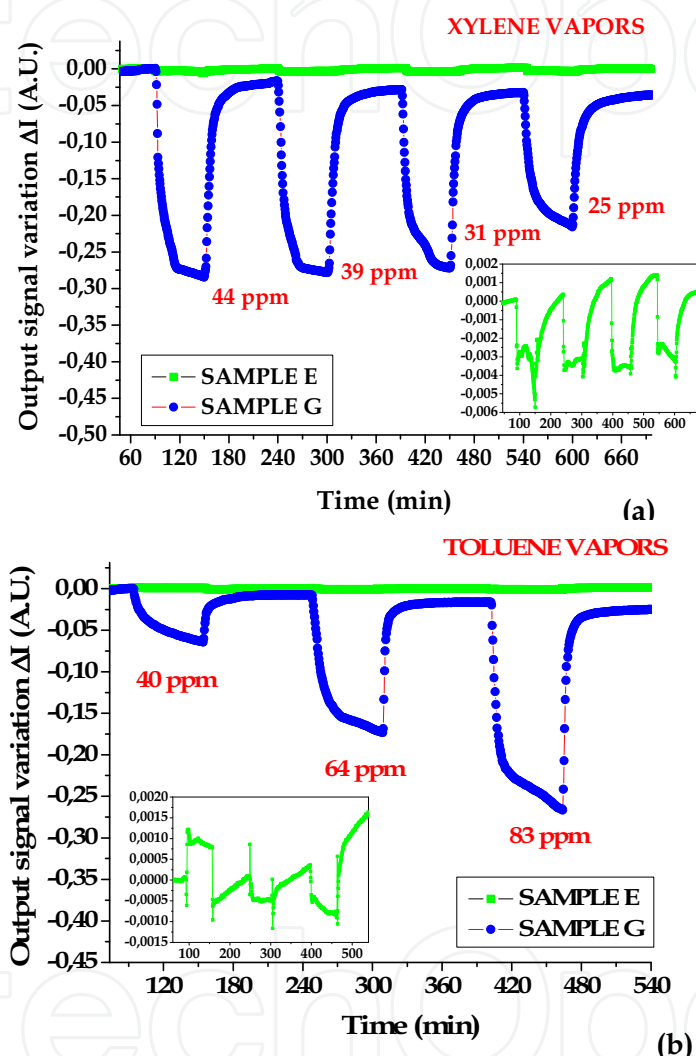 XYLENE VAPORS
(a)
Output signal variation ΔI (A.U.)
0,00
-0,05
-0,10
-0,15
-0,20
-0,25
-0,30
-0,35
-0,40
-0,45
-0,50
44 ppm
39 ppm
31 ppm
25 ppm
SAMPLE E
SAMPLE G
0,002
0,001
0,000
-0,001
-0,002
-0,003
-0,004
-0,005
-0,006
100 200 300 400 500 600
60 120 180 240 300 360 420 480 540 600 660
Time (min)
(a)
TOLUENE VAPORS
Output signal variation ΔI (A.U.)
0,00
-0,05
-0,10
-0,15
-0,20
-0,25
-0,30
-0,35
-0,40
-0,45
40 ppm
64 ppm
83 ppm
0,0020
0,0015
0,0010
0,0005
0,0000
-0,0005
-0,0010
-0,0015
100 200 300 400 500
SAMPLE E
SAMPLE G
120 180 240 300 360 420 480 540
Time (min)
(b)